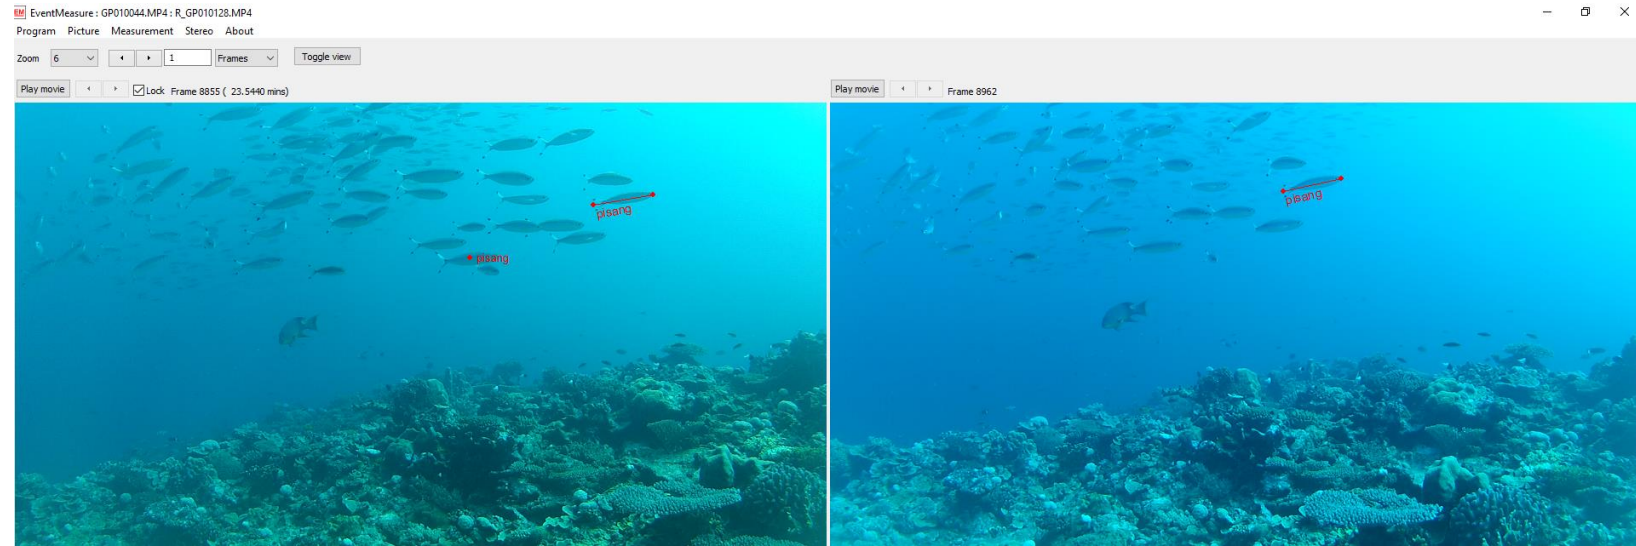 EM EventMeasure : GP010044.MP4 : R_GP010128.MP4
Program Picture Measurement Stereo About
Zoom 6 1 Frames Toggle view
Play movie Lock Frame 8855 ( 23.5440 mins)
Play movie Frame 8962
pisang
pisang
pisang